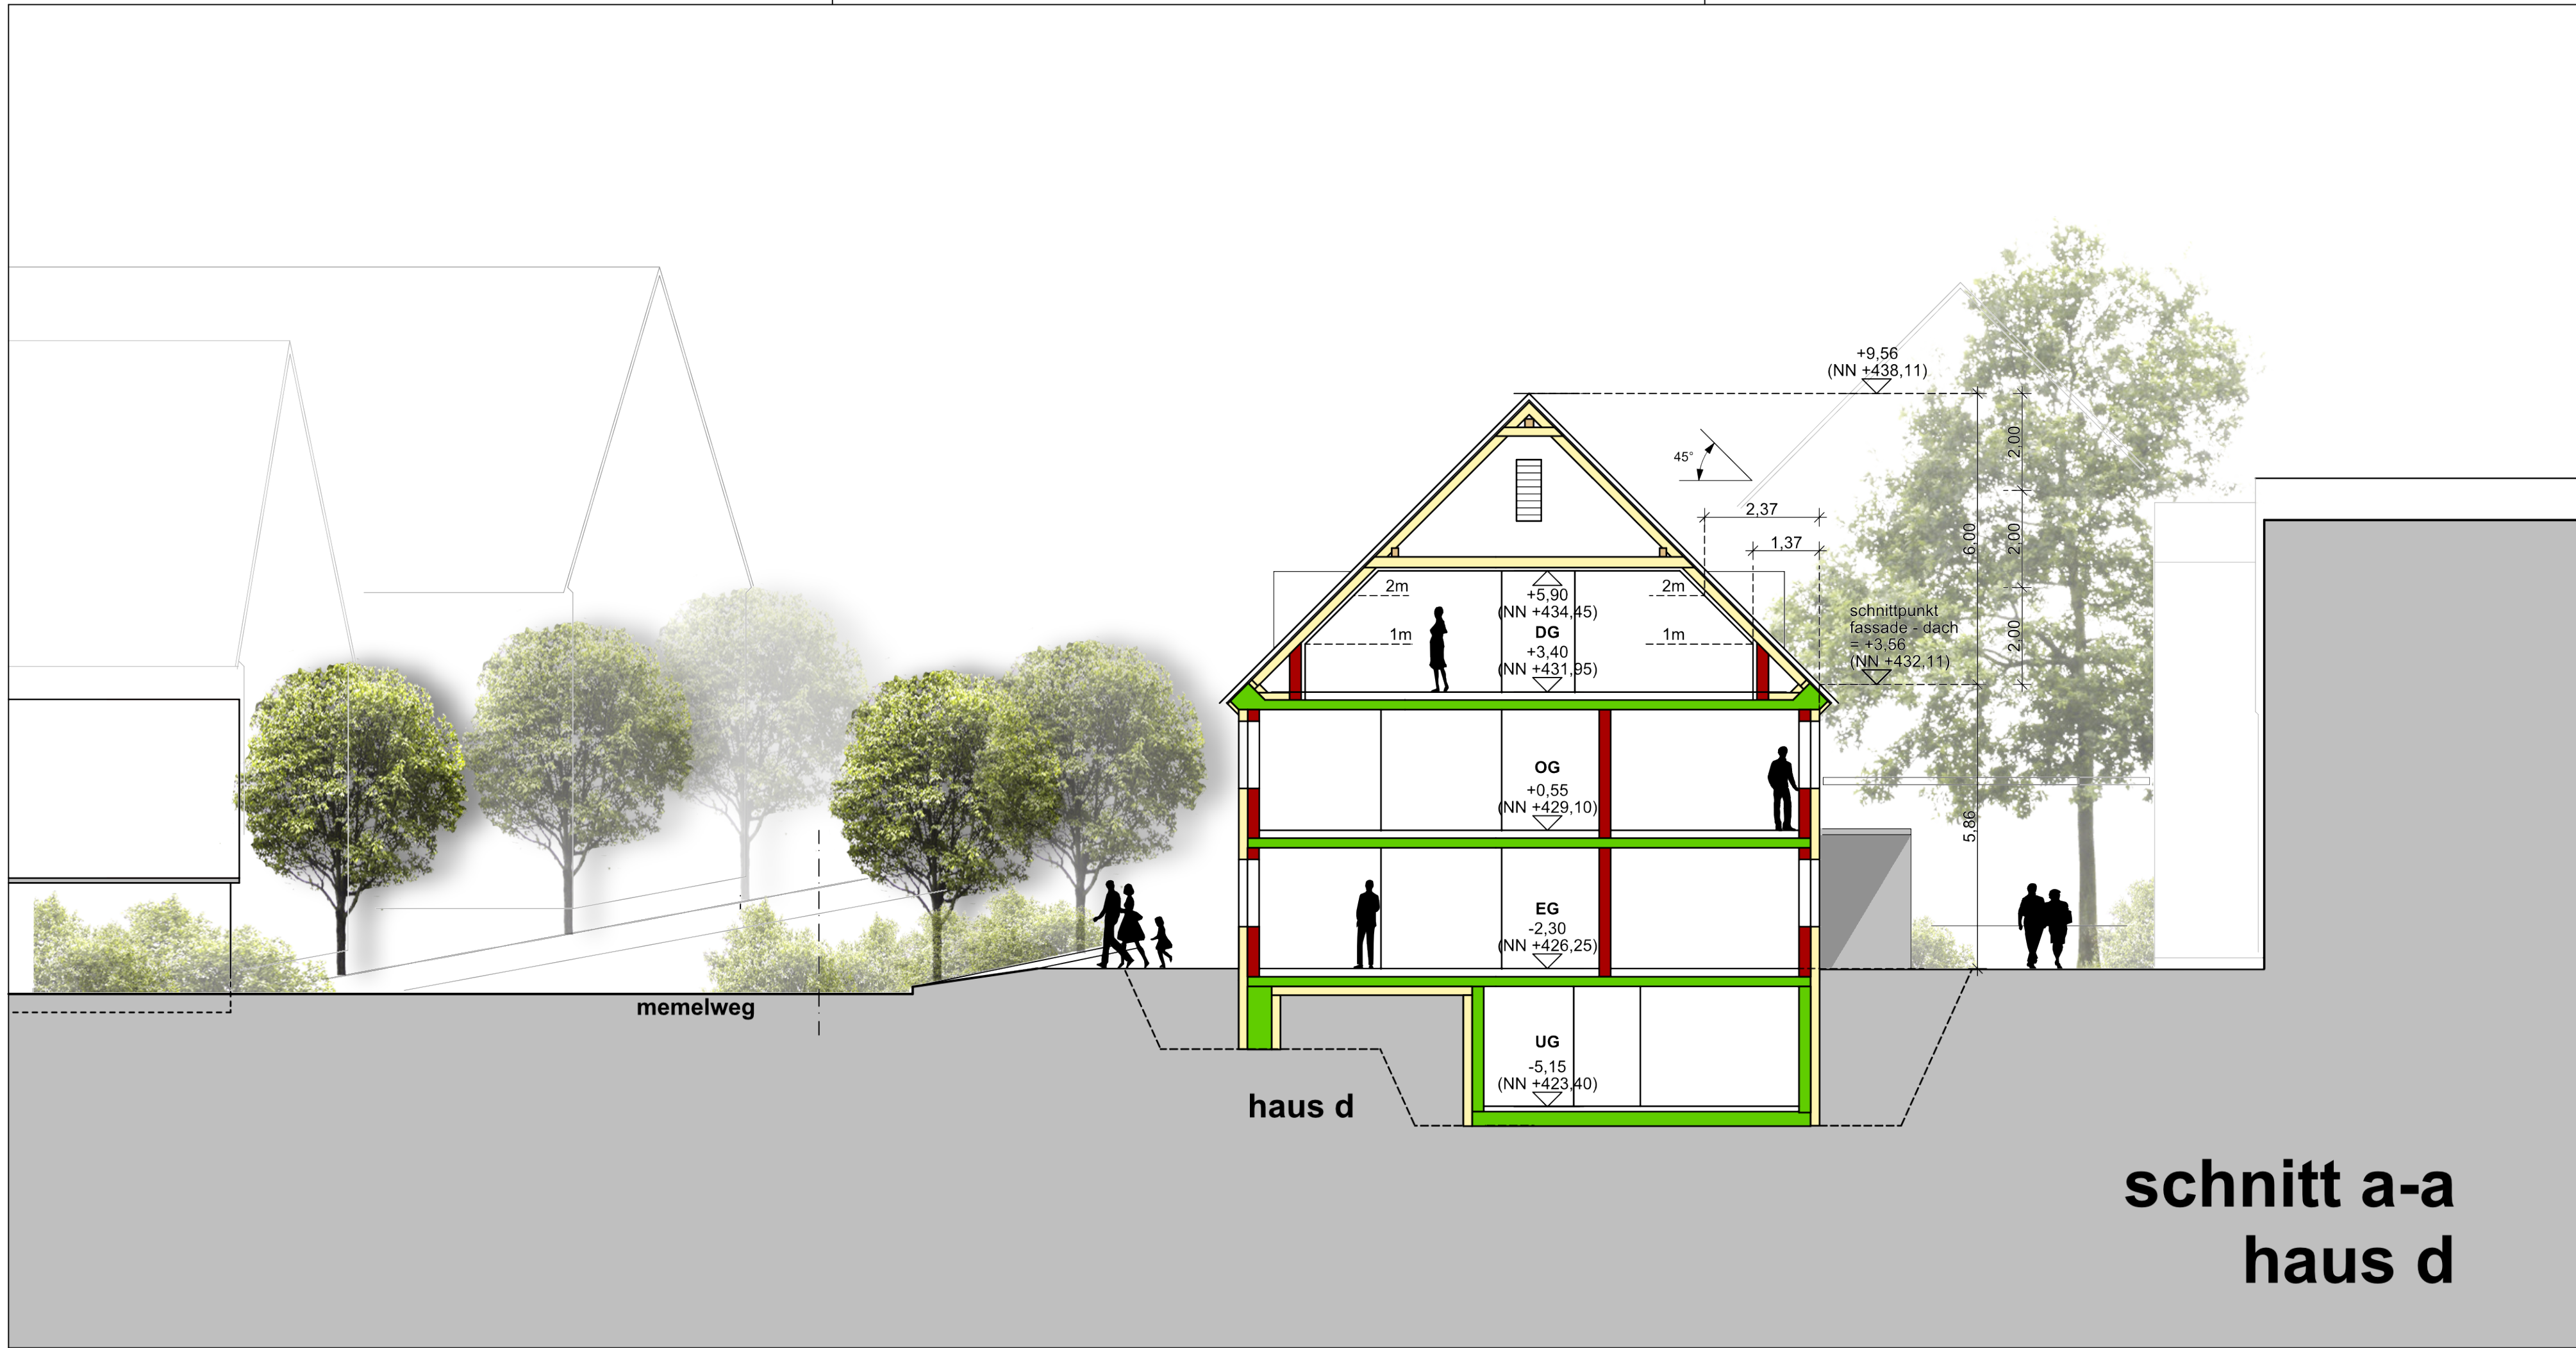 +9,56
(NN +438,11)
45°
2,37
1,37
2,00
6,00
2,00
2,00
5,86
2m
2m
1m
1m
+5,90
(NN +434,45)
DG
+3,40
(NN +431,95)
schnittpunkt
fassade - dach
= +3,56
(NN +432,11)
OG
+0,55
(NN +429,10)
EG
-2,30
(NN +426,25)
memelweg
UG
-5,15
(NN +423,40)
haus d
schnitt a-a
haus d